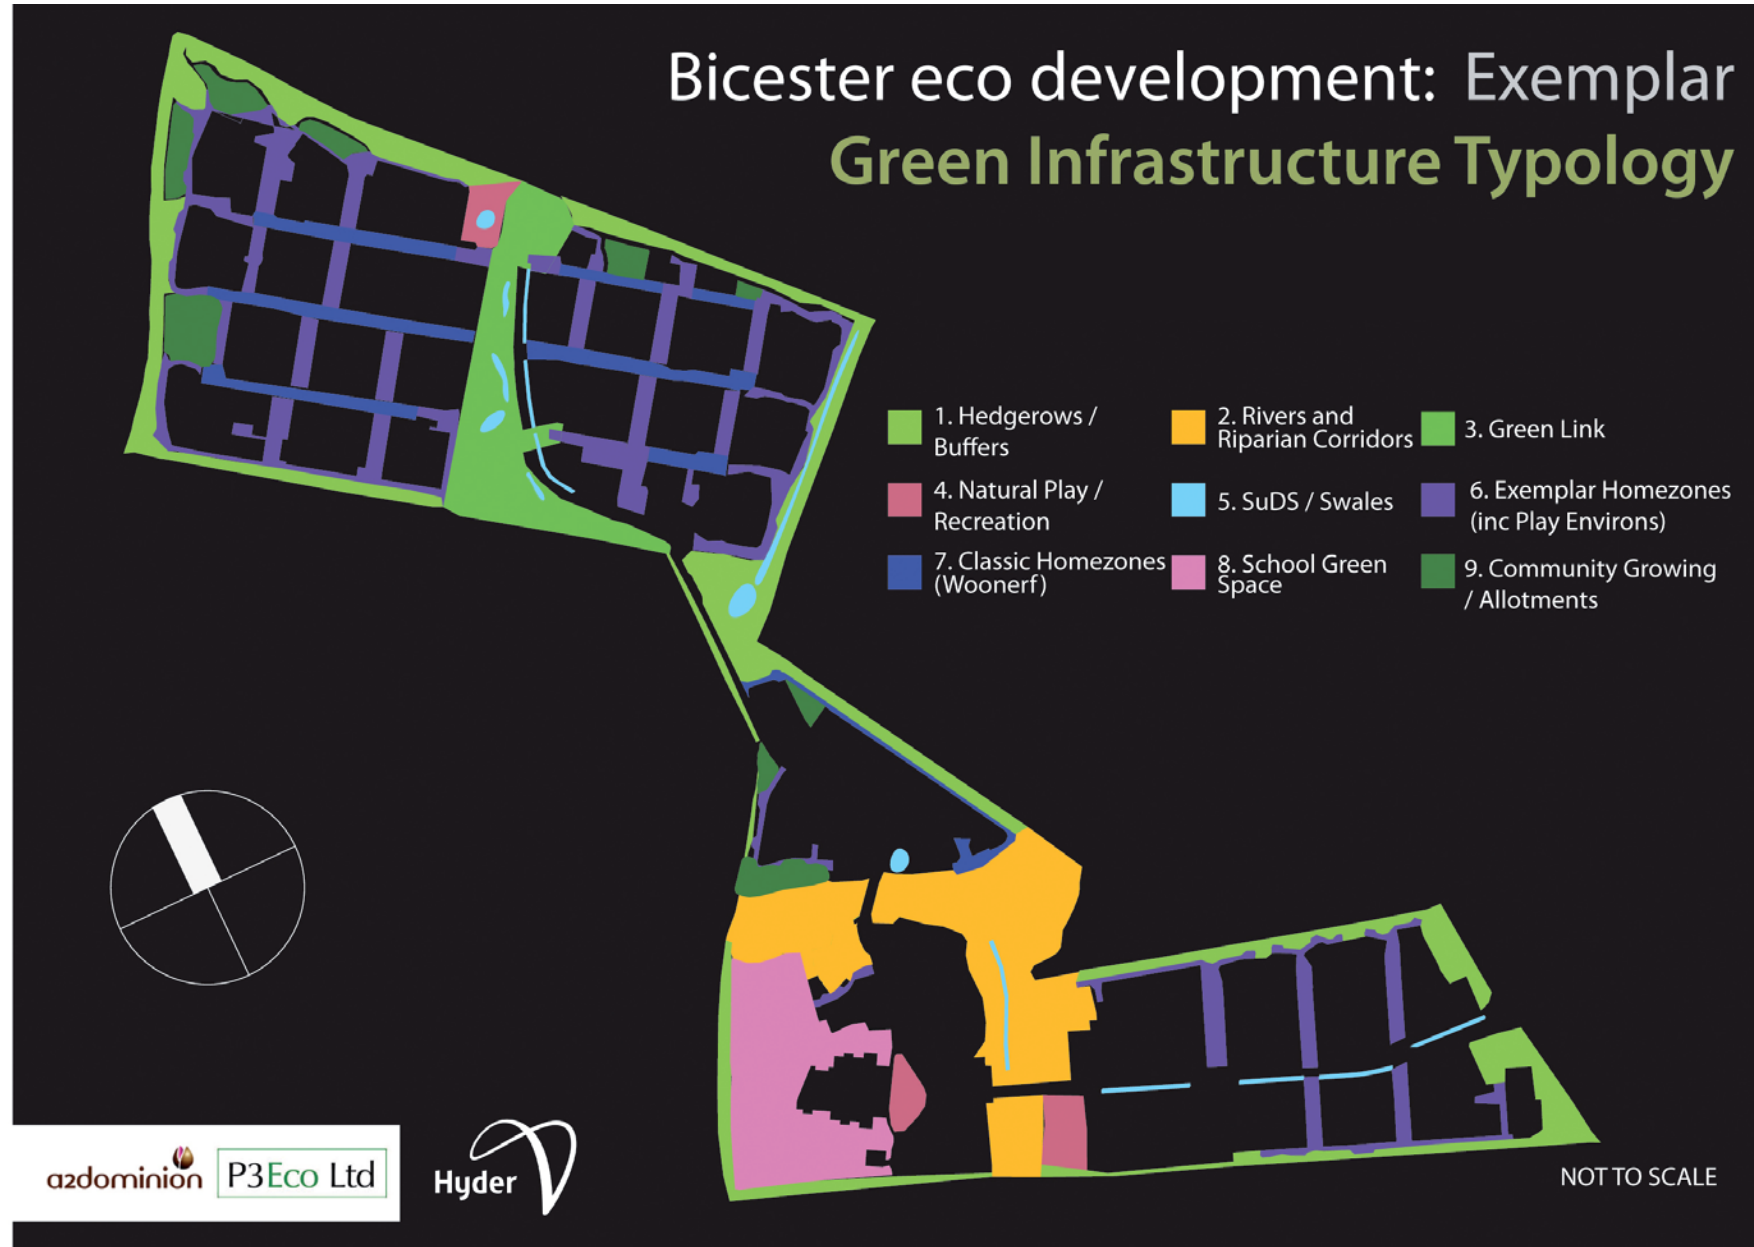 Bicester eco development: Exemplar
Green Infrastructure Typology
1. Hedgerows /
Buffers
2. Rivers and
Riparian Corridors
3. Green Link
4. Natural Play /
Recreation
5. SuDS / Swales
6. Exemplar Homezones
(inc Play Environs)
7. Classic Homezones
(Woonerf)
8. School Green
Space
9. Community Growing
/ Allotments
a2dominion
P3Eco Ltd
Hyder
NOT TO SCALE